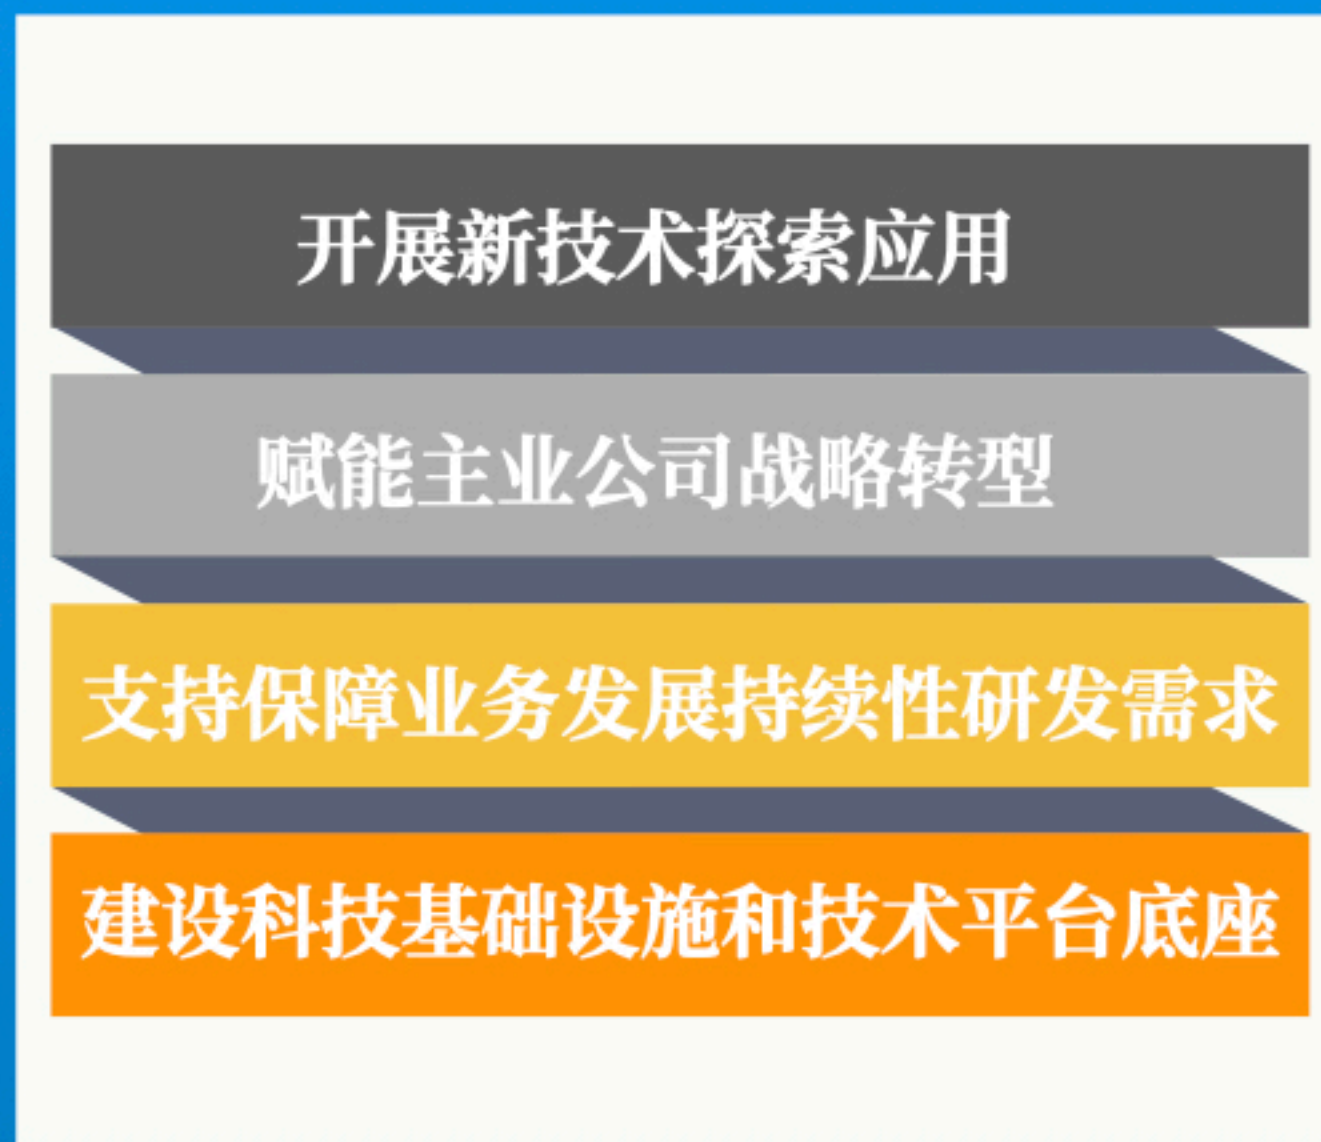 开展新技术探索应用
赋能主业公司战略转型
支持保障业务发展持续性研发需求
建设科技基础设施和技术平台底座